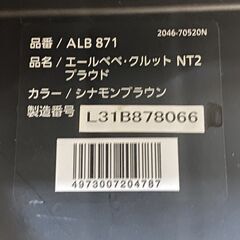 2046-70520N
品番 / ALB 871
品名 / エールベベ・クルット NT2
プラウド
カラー / シナモンブラウン
製造番号
L31B878066
4973007204787